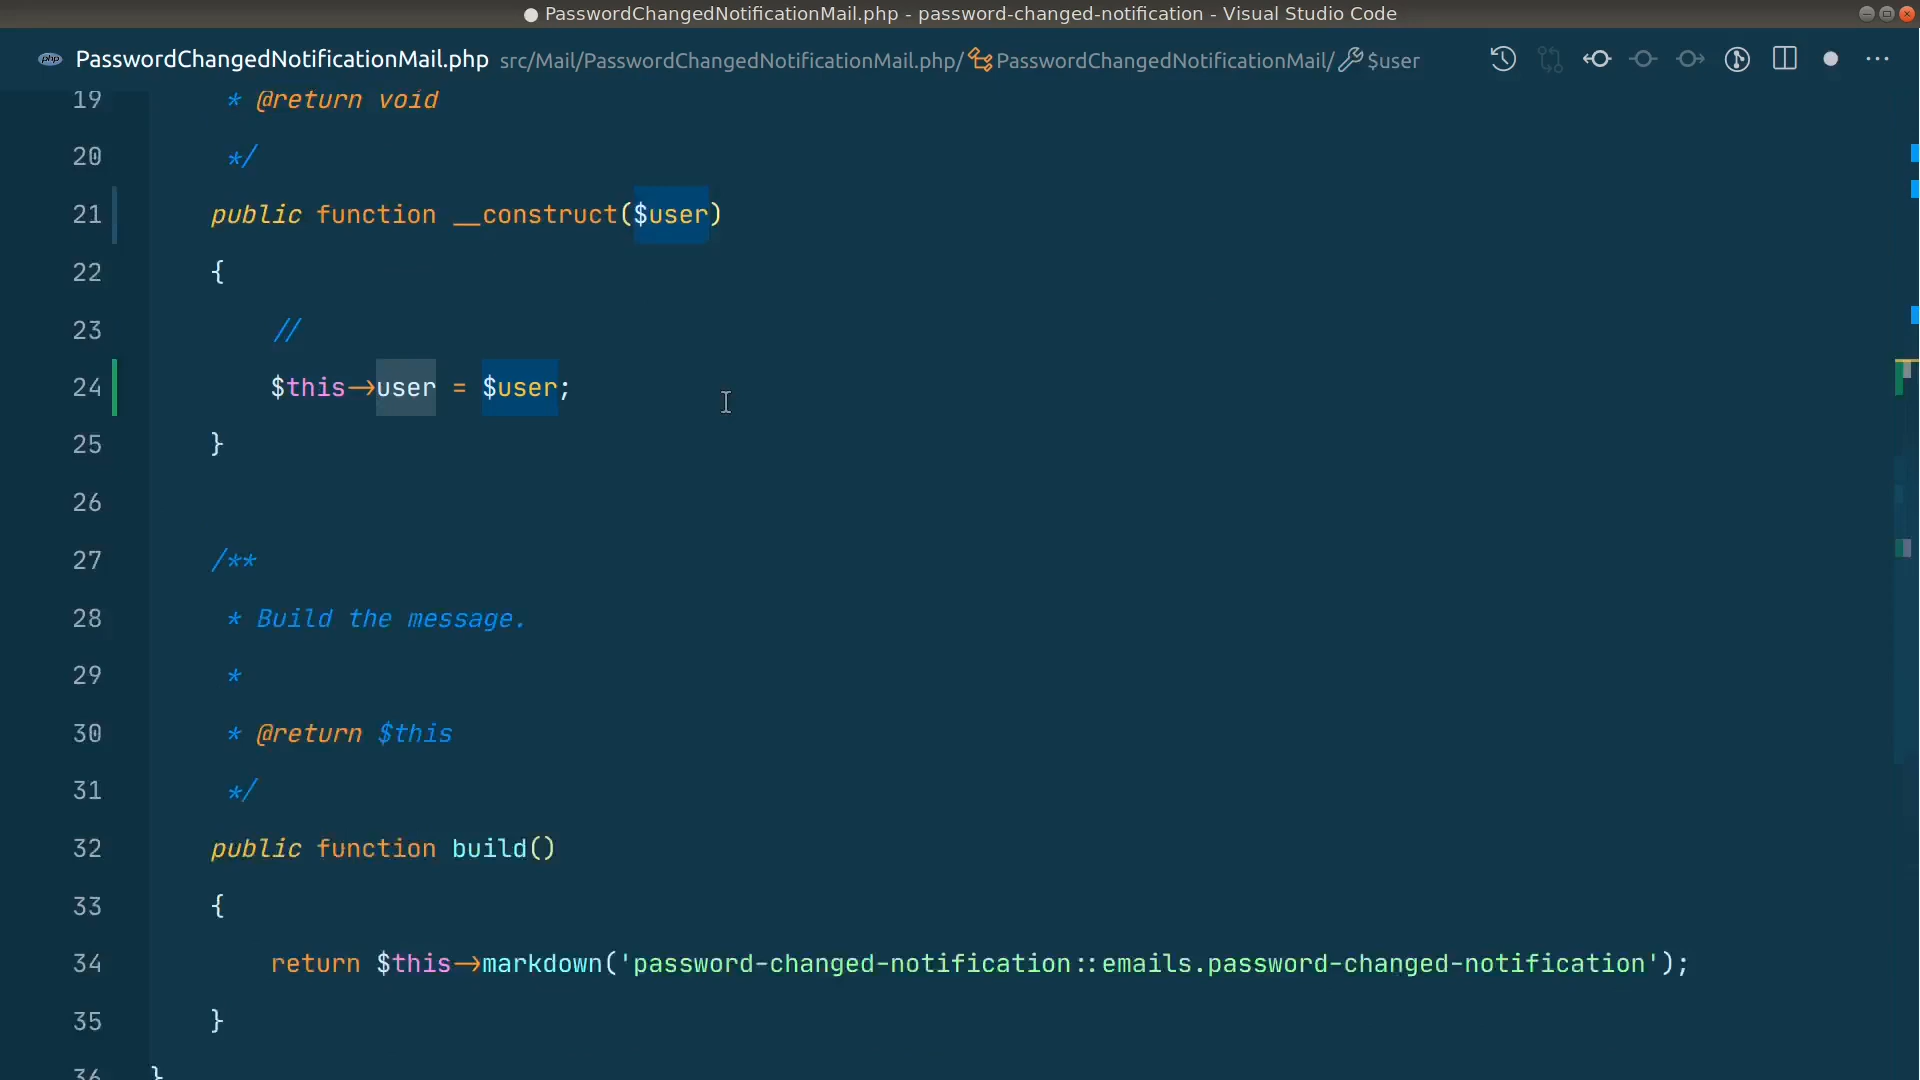 PasswordChangedNotificationMail.php - password-changed-notification - Visual Studio Code
php PasswordChangedNotificationMail.php src/Mail/PasswordChangedNotificationMail.php/ PasswordChangedNotificationMail/ $user
19 * @return void
20 */
21 public function __construct($user)
22 {
23 //
24 $this->user = $user;
25 }
26
27 /**
28 * Build the message.
29 *
30 * @return $this
31 */
32 public function build()
33 {
34 return $this->markdown('password-changed-notification::emails.password-changed-notification');
35 }
36 }